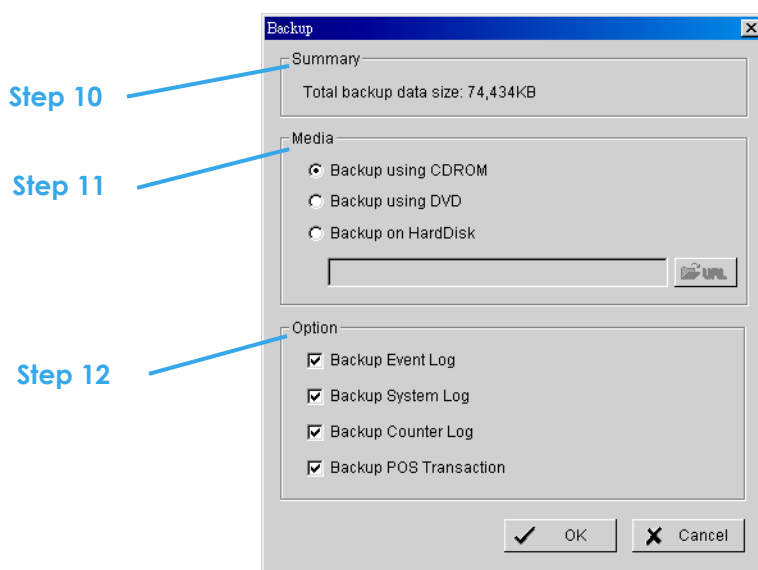 Backup
Summary
Step 10
Total backup data size: 74,434KB
Media
Backup using CDROM
Step 11
Backup using DVD
Backup on HardDisk
URL
Option
Backup Event Log
Step 12
Backup System Log
Backup Counter Log
Backup POS Transaction
OK
Cancel